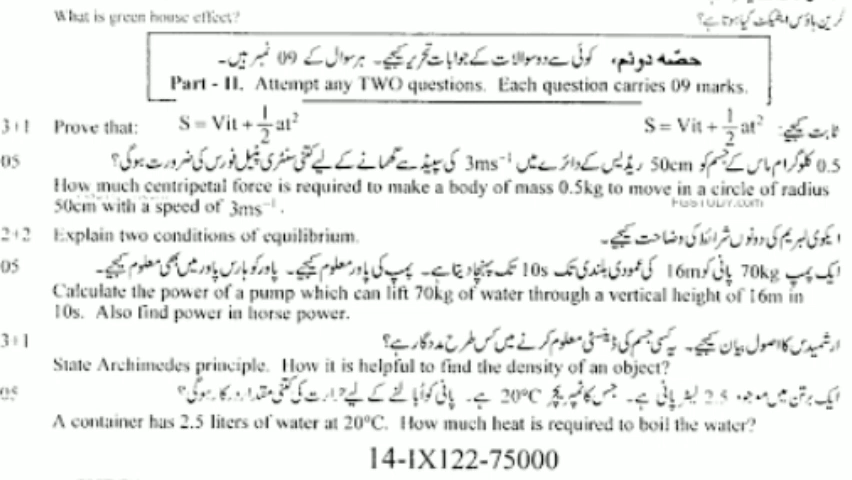 What is green house effect? گرین ہاؤس ایفیکٹ کیا ہوتا ہے؟
حصّہ دوئم، کوئی سے دو سوالات کے جوابات تحریر کیجیے۔ ہر سوال کے 09 نمبر ہیں۔
Part - II. Attempt any TWO questions. Each question carries 09 marks.
3+1 Prove that: S = Vit + 1/2 at² ثابت کیجیے: S = Vit + 1/2 at²
05 0.5 کلوگرام ماس کے جسم کو 50cm ریڈیس کے دائرے میں 3ms⁻¹ کی سپیڈ سے گھمانے کے لیے کتنی سنٹری پیٹل فورس کی ضرورت ہوگی؟
How much centripetal force is required to make a body of mass 0.5kg to move in a circle of radius
50cm with a speed of 3ms⁻¹.
2+2 Explain two conditions of equilibrium. ایکوی لبریم کی دونوں شرائط کی وضاحت کیجیے۔
05 ایک پمپ 70kg پانی کو 16m کی عمودی بلندی تک 10s تک پہنچا دیتا ہے۔ پمپ کی پاور معلوم کیجیے۔ پاور کو ہارس پاور میں بھی معلوم کیجیے۔
Calculate the power of a pump which can lift 70kg of water through a vertical height of 16m in
10s. Also find power in horse power.
3+1 ارشمیدس کا اصول بیان کیجیے۔ یہ کسی جسم کی ڈینسٹی معلوم کرنے میں کس طرح مددگار ہے؟
State Archimedes principle. How it is helpful to find the density of an object?
05 ایک برتن میں موجود 2.5 لیٹر پانی ہے۔ جس کا ٹمپریچر 20°C ہے۔ پانی کو اُبالنے کے لیے حرارت کی کتنی مقدار درکار ہوگی؟
A container has 2.5 liters of water at 20°C. How much heat is required to boil the water?
14-IX122-75000